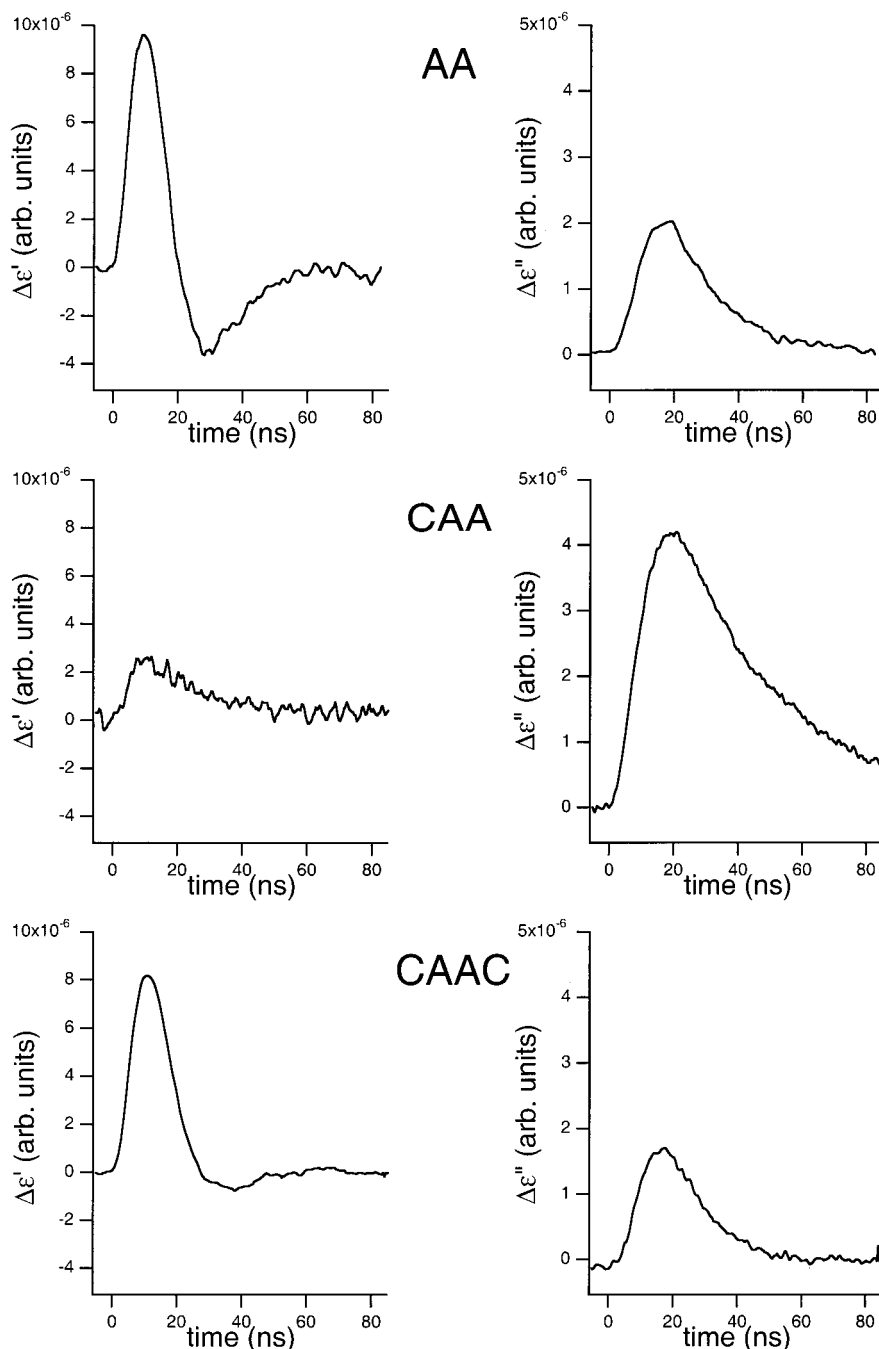 AA
10x10-6
8
6
4
2
0
-2
-4
Δε' (arb. units)
0 20 40 60 80
time (ns)
5x10-6
4
3
2
1
0
Δε" (arb. units)
0 20 40 60 80
time (ns)
CAA
10x10-6
8
6
4
2
0
-2
-4
Δε' (arb. units)
0 20 40 60 80
time (ns)
5x10-6
4
3
2
1
0
Δε" (arb. units)
0 20 40 60 80
time (ns)
CAAC
10x10-6
8
6
4
2
0
-2
-4
Δε' (arb. units)
0 20 40 60 80
time (ns)
5x10-6
4
3
2
1
0
Δε" (arb. units)
0 20 40 60 80
time (ns)